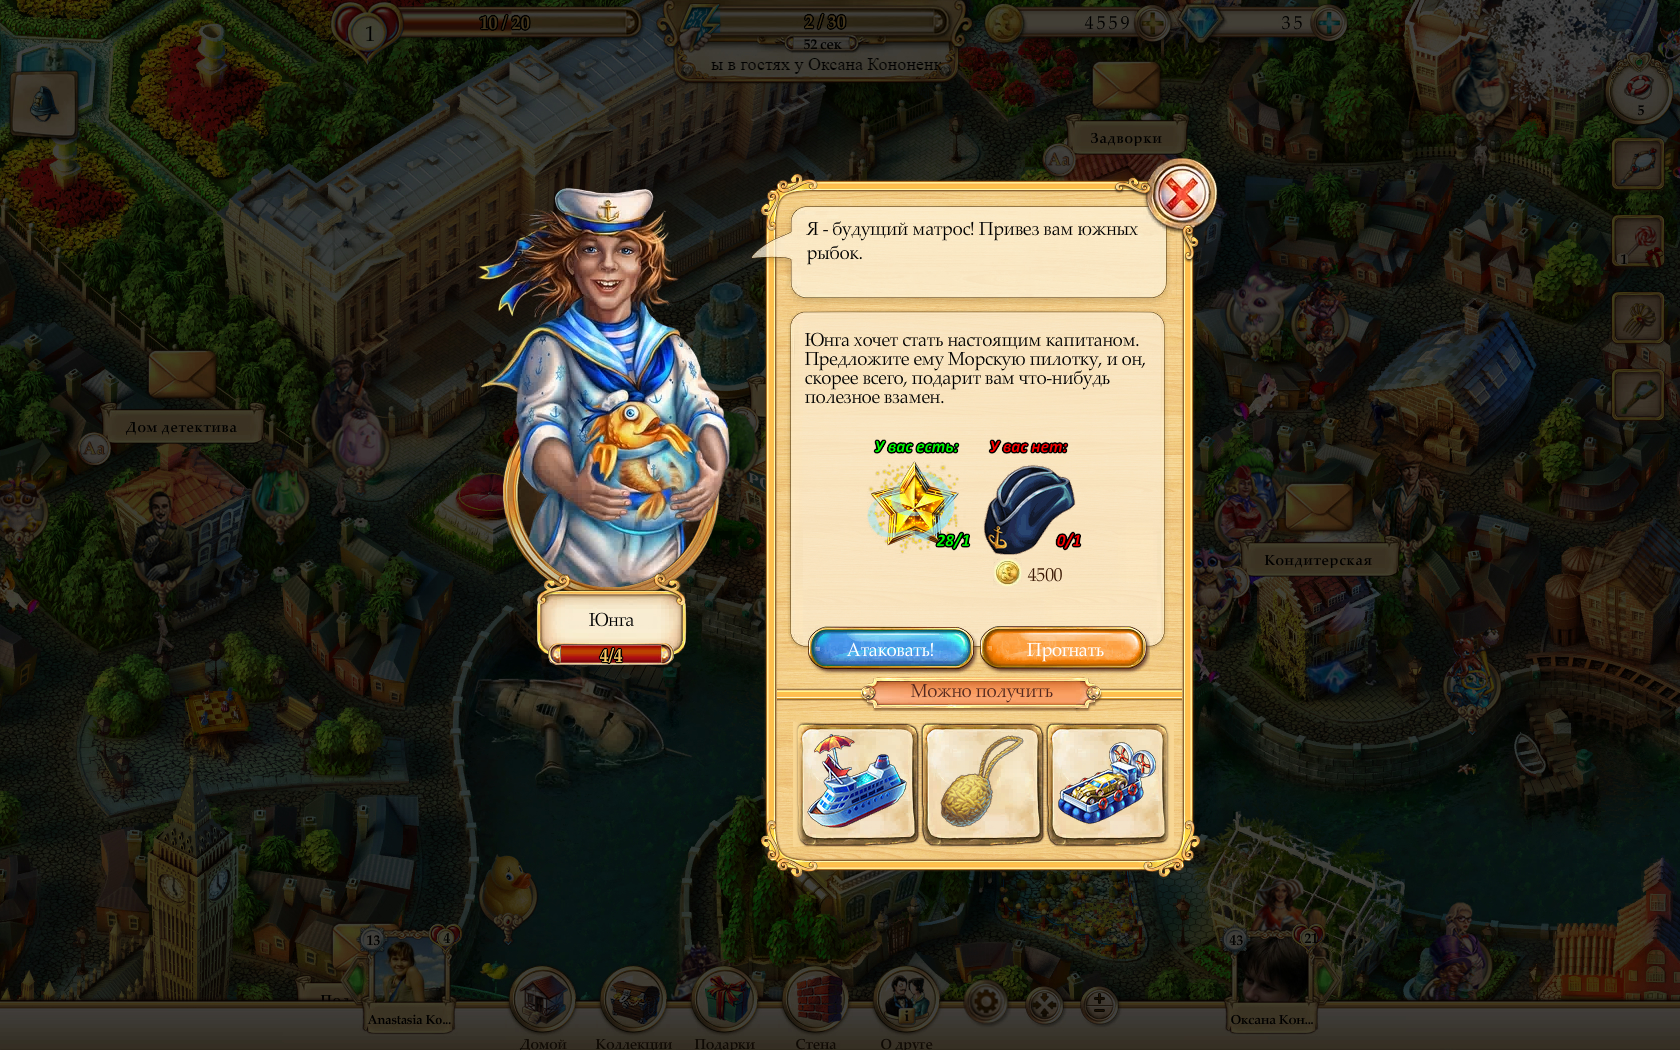 1
10 / 20
2 / 30
52 сек
ы в гостях у Оксана Кононенк
4559
35
5
Задворки
Aa
1
Я - будущий матрос! Привез вам южных
рыбок.
Юнга хочет стать настоящим капитаном.
Предложите ему Морскую пилотку, и он,
скорее всего, подарит вам что-нибудь
полезное взамен.
У вас есть:
У вас нет:
28/1
0/1
4500
Дом детектива
Aa
Кондитерская
Юнга
4/4
Атаковать!
Прогнать
Можно получить
13
4
Anastasia Ko...
43
21
Оксана Кон...
Домой
Коллекции
Подарки
Стена
О друге